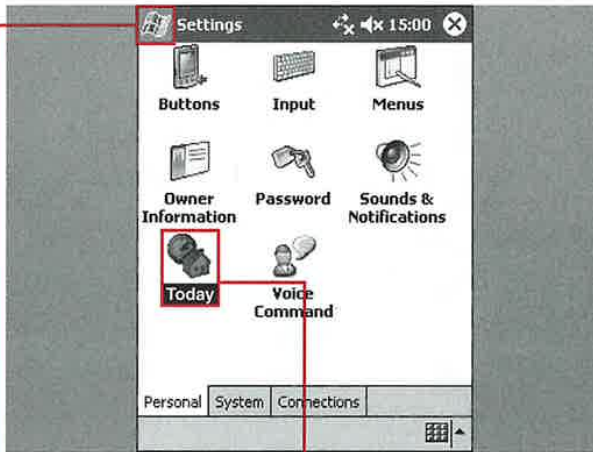 Settings 15:00
Buttons Input Menus
Owner Information Password Sounds & Notifications
Today Voice Command
Personal System Connections